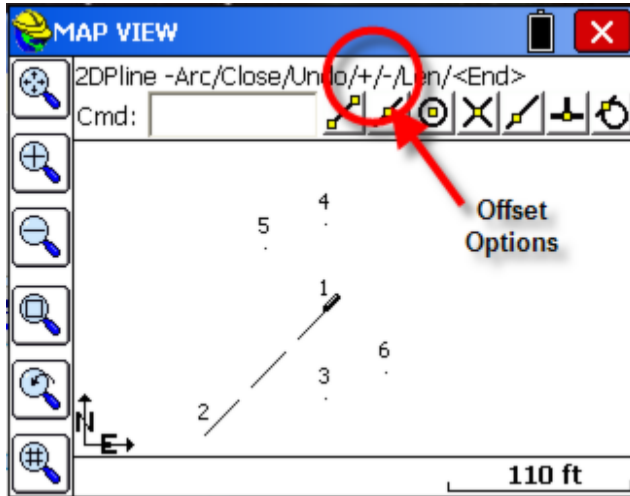 MAP VIEW
2DPline -Arc/Close/Undo/+/-/Len/<End>
Cmd:
Offset
Options
4
5
1
6
3
2
N
E
110 ft